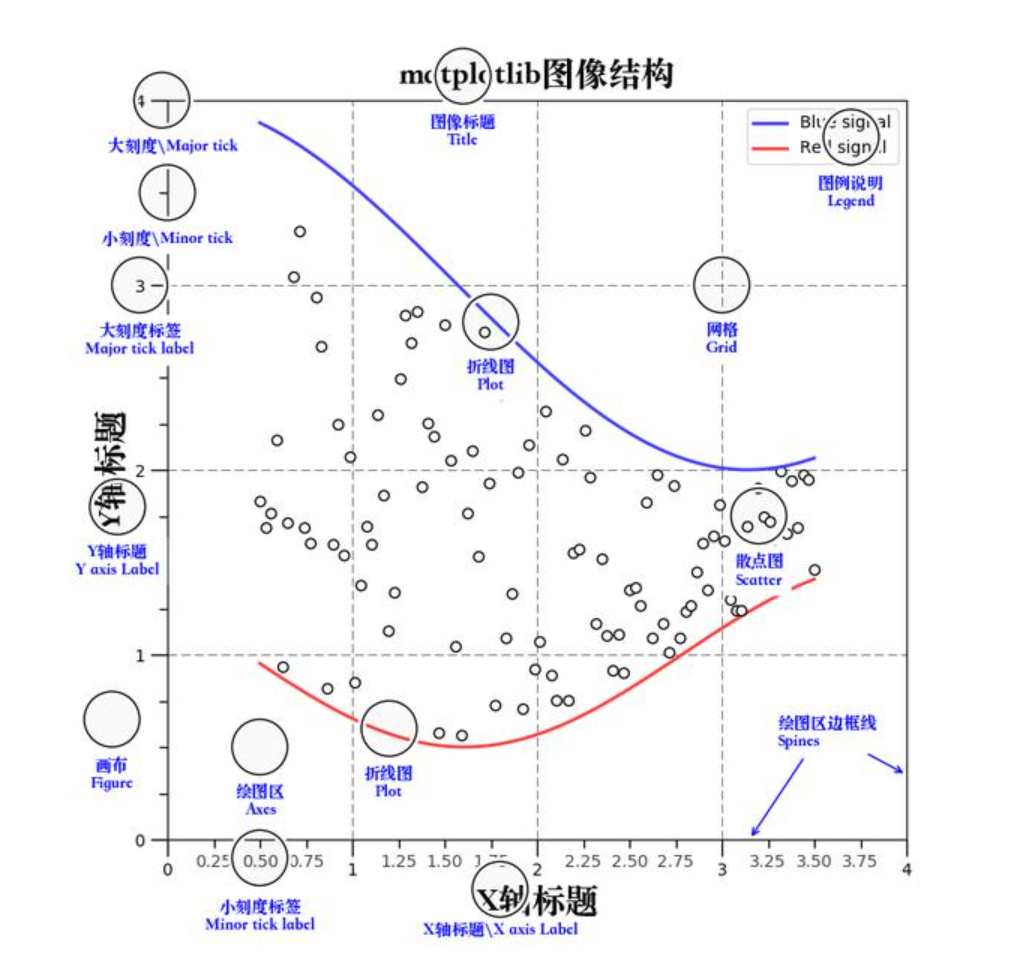 matplotlib图像结构
图像标题
Title
4
大刻度\Major tick
Blue signal
Red signal
图例说明
Legend
小刻度\Minor tick
3
大刻度标签
Major tick label
网格
Grid
折线图
Plot
Y轴标题
2
Y轴标题
Y axis Label
散点图
Scatter
1
画布
Figure
绘图区
Axes
折线图
Plot
绘图区边框线
Spines
0
0.25 0.50 0.75 1.25 1.50 2.25 2.50 2.75 3.25 3.50 3.75
0 1 2 3 4
小刻度标签
Minor tick label
X轴标题
X轴标题\X axis Label